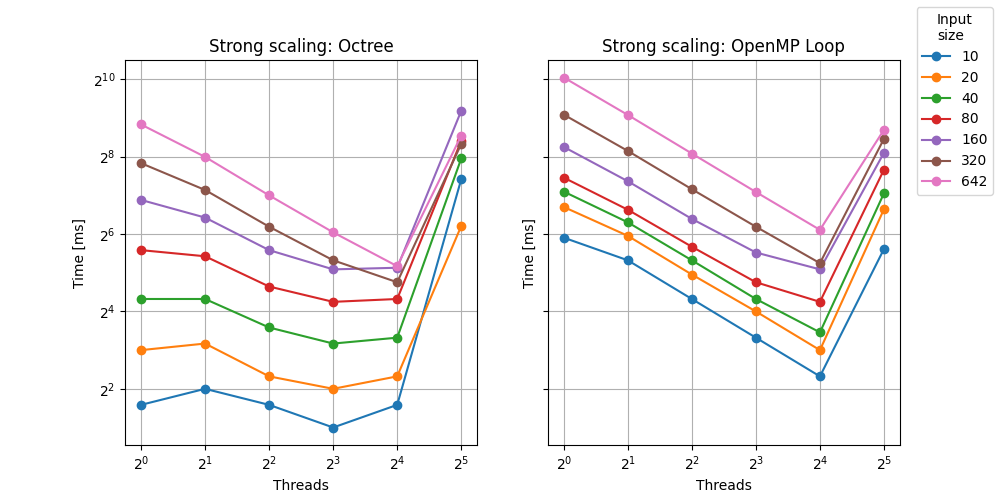 Strong scaling: Octree
2^10
2^8
2^6
2^4
2^2
Time [ms]
2^0 2^1 2^2 2^3 2^4 2^5
Threads
Strong scaling: OpenMP Loop
Time [ms]
2^0 2^1 2^2 2^3 2^4 2^5
Threads
Input
size
10
20
40
80
160
320
642